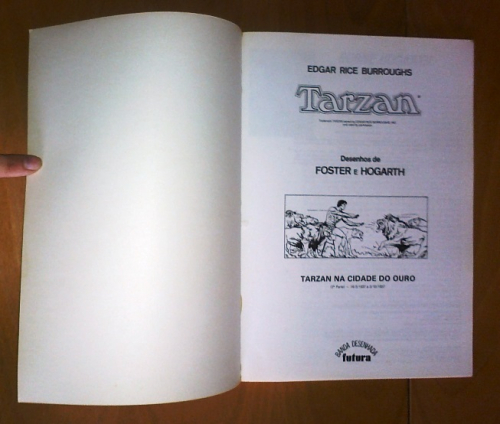 EDGAR RICE BURROUGHS
Tarzan
Desenhos de
FOSTER E HOGARTH
TARZAN NA CIDADE DO OURO
BANDA DESENHADA
futura